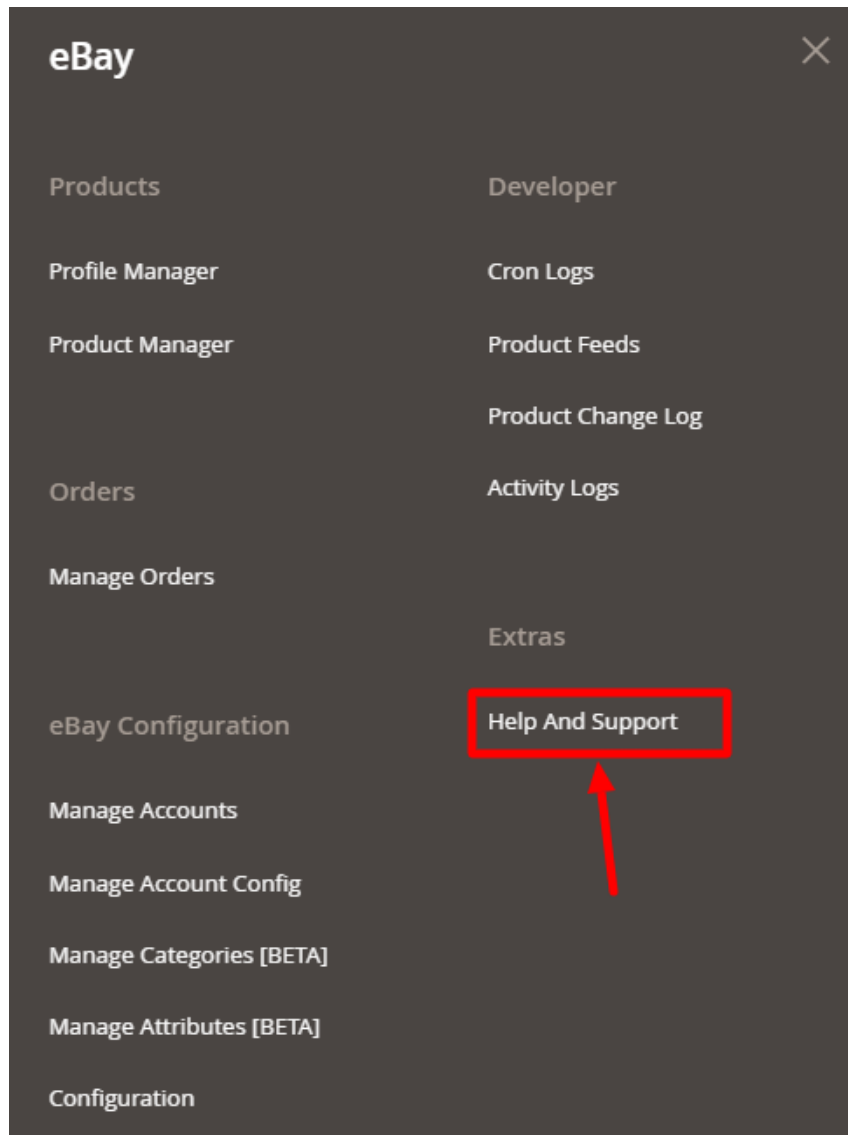 eBay
Products
Profile Manager
Product Manager
Orders
Manage Orders
eBay Configuration
Manage Accounts
Manage Account Config
Manage Categories [BETA]
Manage Attributes [BETA]
Configuration
Developer
Cron Logs
Product Feeds
Product Change Log
Activity Logs
Extras
Help And Support